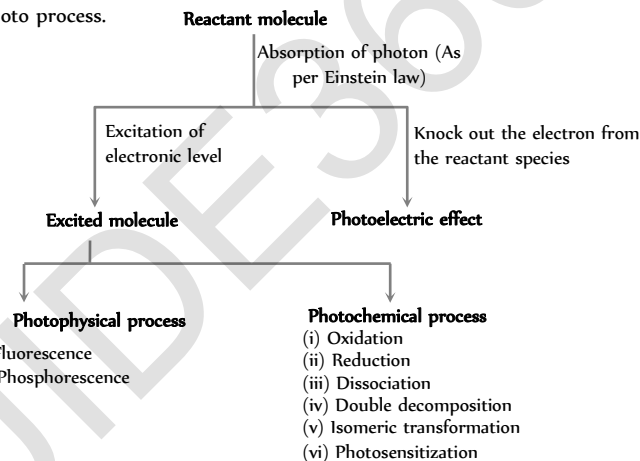 process.
Reactant molecule
Absorption of photon (As
per Einstein law)
Excitation of
electronic level
Knock out the electron from
the reactant species
Excited molecule
Photoelectric effect
Photophysical process
Phosphorescence
Photochemical process
(i) Oxidation
(ii) Reduction
(iii) Dissociation
(iv) Double decomposition
(v) Isomeric transformation
(vi) Photosensitization